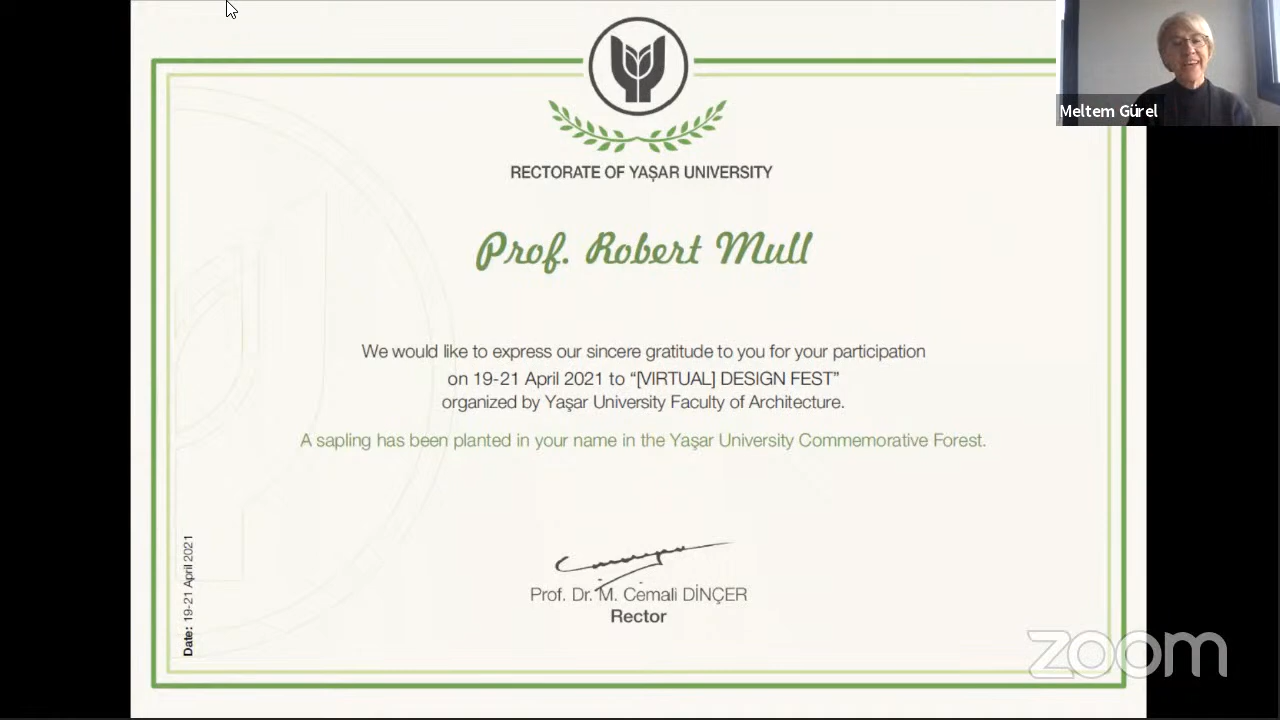 Meltem Gürel
RECTORATE OF YAŞAR UNIVERSITY
Prof. Robert Mull
We would like to express our sincere gratitude to you for your participation
on 19-21 April 2021 to “[VIRTUAL] DESIGN FEST”
organized by Yaşar University Faculty of Architecture.
A sapling has been planted in your name in the Yaşar University Commemorative Forest.
Date: 19-21 April 2021
Prof. Dr. M. Cemali DİNÇER
Rector
zoom